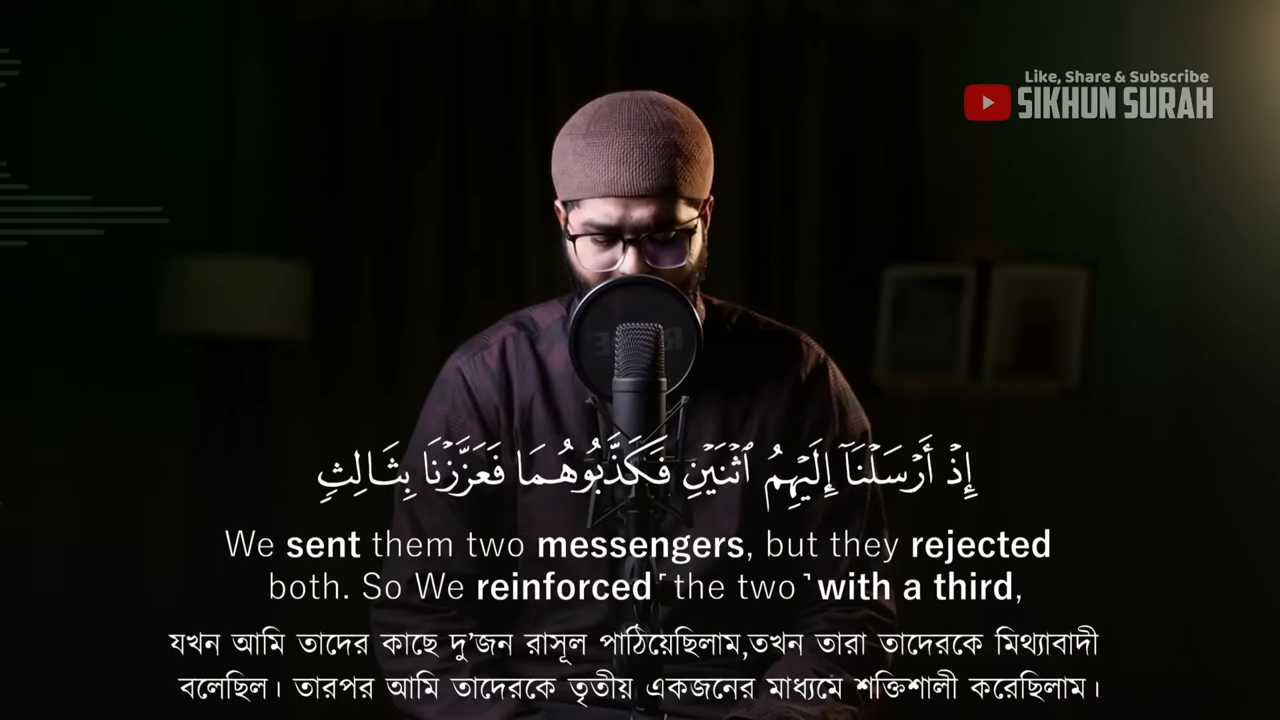 Like, Share & Subscribe
SIKHUN SURAH
إِذْ أَرْسَلْنَآ إِلَيْهِمُ ٱثْنَيْنِ فَكَذَّبُوهُمَا فَعَزَّزْنَا بِثَالِثٍ
We sent them two messengers, but they rejected
both. So We reinforced ˹the two˺ with a third,
যখন আমি তাদের কাছে দু’জন রাসূল পাঠিয়েছিলাম,তখন তারা তাদেরকে মিথ্যাবাদী
বলেছিল। তারপর আমি তাদেরকে তৃতীয় একজনের মাধ্যমে শক্তিশালী করেছিলাম।